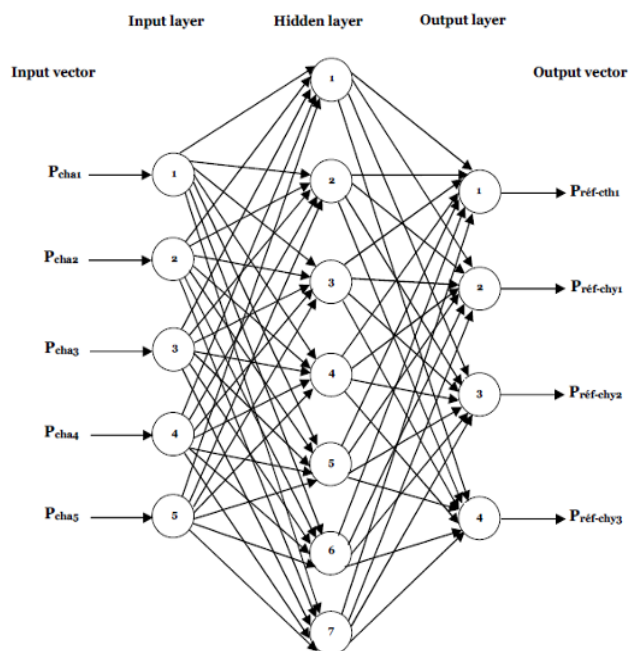 Input layer Hidden layer Output layer
Input vector Output vector
1
Pcha1 1 2 1 Préf-cth1
Pcha2 2 3 2 Préf-chy1
Pcha3 3 4 3 Préf-chy2
Pcha4 4 5
Pcha5 5 6 4 Préf-chy3
7